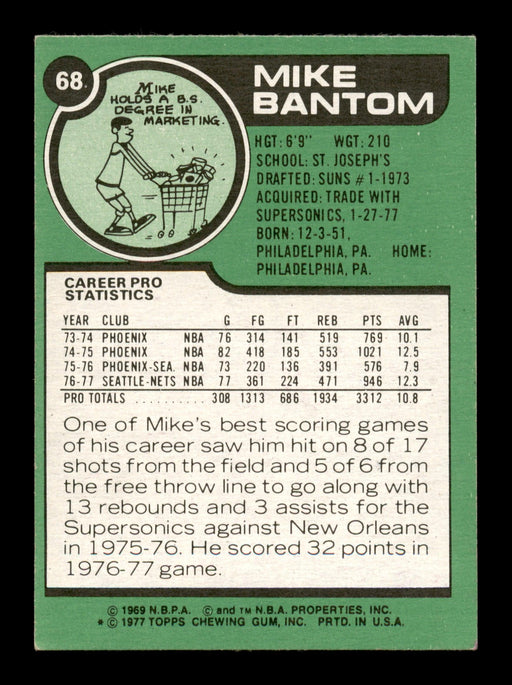 68.
MIKE
HOLDS A B.S.
DEGREE IN
MARKETING.
MIKE
BANTOM
HGT: 6'9" WGT: 210
SCHOOL: ST. JOSEPH'S
DRAFTED: SUNS #1-1973
ACQUIRED: TRADE WITH
SUPERSONICS, 1-27-77
BORN: 12-3-51,
PHILADELPHIA, PA. HOME:
PHILADELPHIA, PA.
CAREER PRO
STATISTICS
YEAR CLUB G FG FT REB PTS AVG
73-74 PHOENIX NBA 76 314 141 519 769 10.1
74-75 PHOENIX NBA 82 418 185 553 1021 12.5
75-76 PHOENIX-SEA. NBA 73 220 136 391 576 7.9
76-77 SEATTLE-NETS NBA 77 361 224 471 946 12.3
PRO TOTALS .......... 308 1313 686 1934 3312 10.8
One of Mike's best scoring games
of his career saw him hit on 8 of 17
shots from the field and 5 of 6 from
the free throw line to go along with
13 rebounds and 3 assists for the
Supersonics against New Orleans
in 1975-76. He scored 32 points in
1976-77 game.
© 1969 N.B.P.A. © and TM N.B.A. PROPERTIES, INC.
* © 1977 TOPPS CHEWING GUM, INC. PRTD. IN U.S.A.